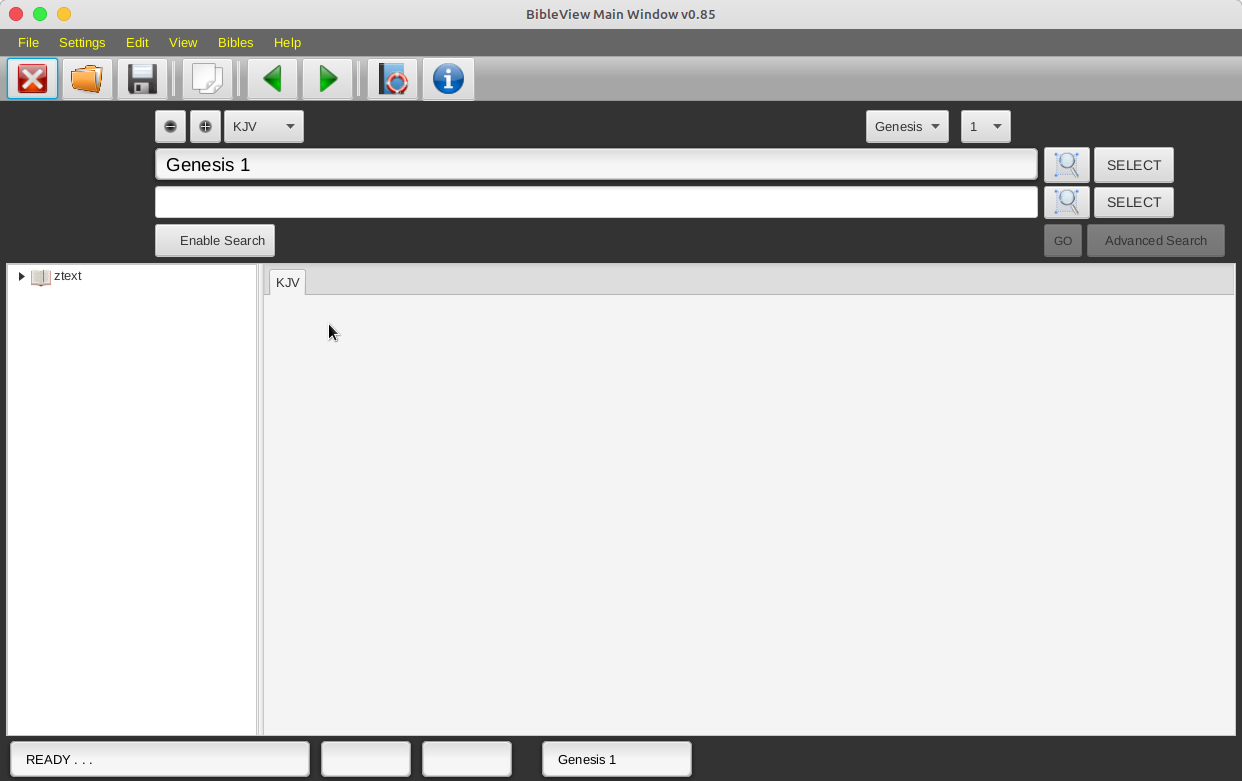 BibleView Main Window v0.85
File Settings Edit View Bibles Help
KJV Genesis 1
Genesis 1 SELECT
SELECT
Enable Search GO Advanced Search
ztext
KJV
READY . . . Genesis 1